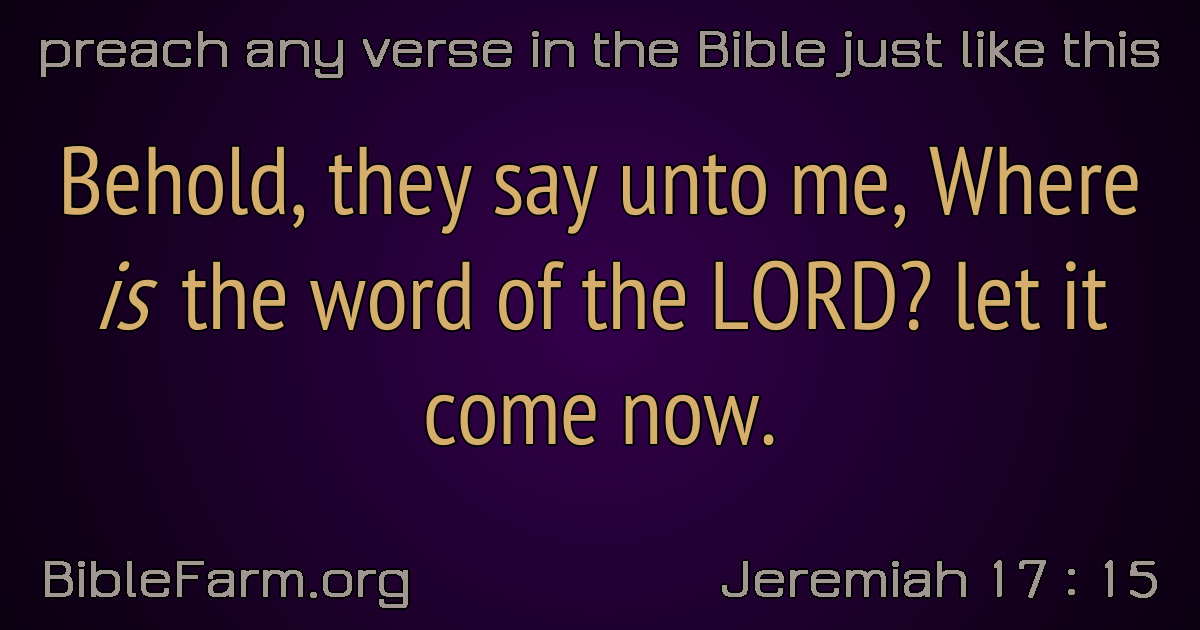 preach any verse in the Bible just like this
Behold, they say unto me, Where
is the word of the LORD? let it
come now.
BibleFarm.org
Jeremiah 17 : 15